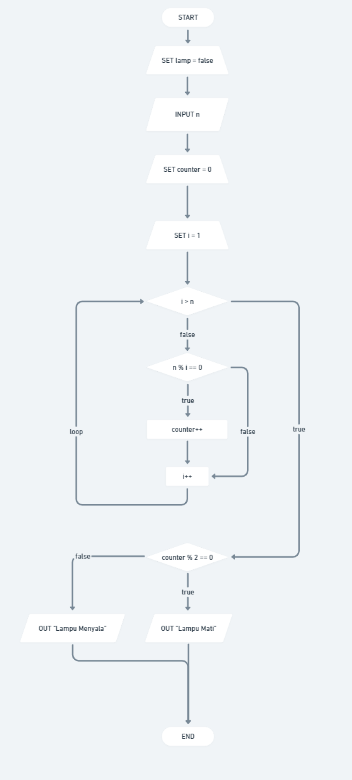 START
SET lamp = false
INPUT n
SET counter = 0
SET i = 1
i > n
false
n % i == 0
true
counter++
loop
false
true
i++
counter % 2 == 0
false
true
OUT "Lampu Menyala"
OUT "Lampu Mati"
END